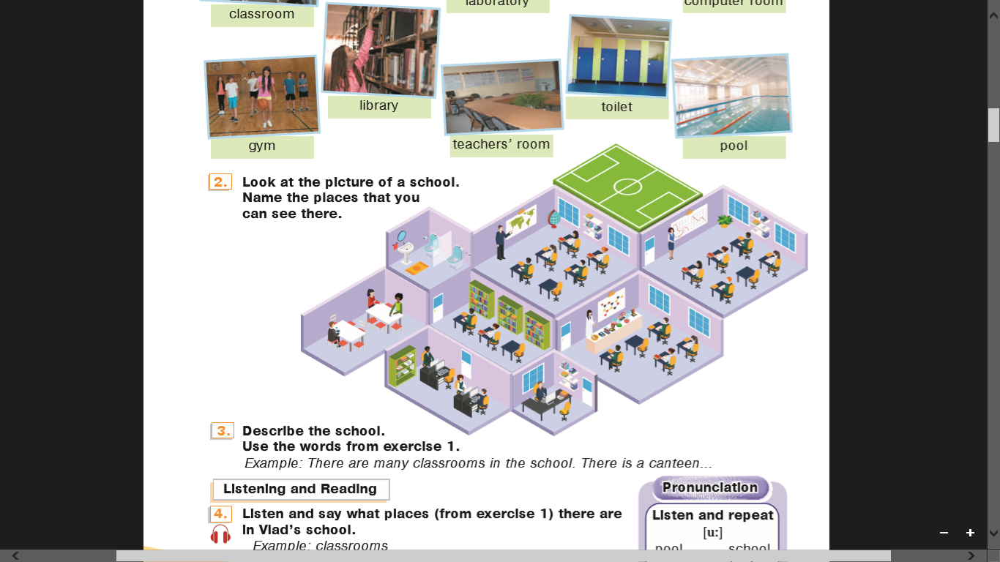 classroom
laboratory
computer room
library
toilet
gym
teachers' room
pool
2. Look at the picture of a school.
Name the places that you
can see there.
3. Describe the school.
Use the words from exercise 1.
Example: There are many classrooms in the school. There is a canteen...
Listening and Reading
4. Listen and say what places (from exercise 1) there are
in Vlad's school.
Example: classrooms
Pronunciation
Listen and repeat
[uː]
pool school